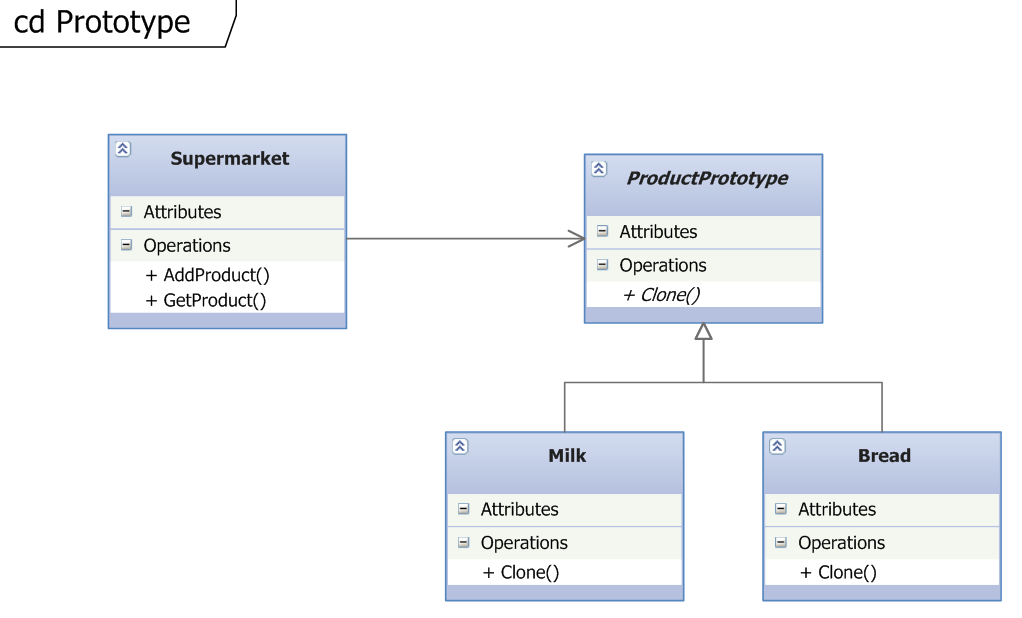 cd Prototype
Supermarket
Attributes
Operations
+ AddProduct()
+ GetProduct()
ProductPrototype
Attributes
Operations
+ Clone()
Milk
Attributes
Operations
+ Clone()
Bread
Attributes
Operations
+ Clone()